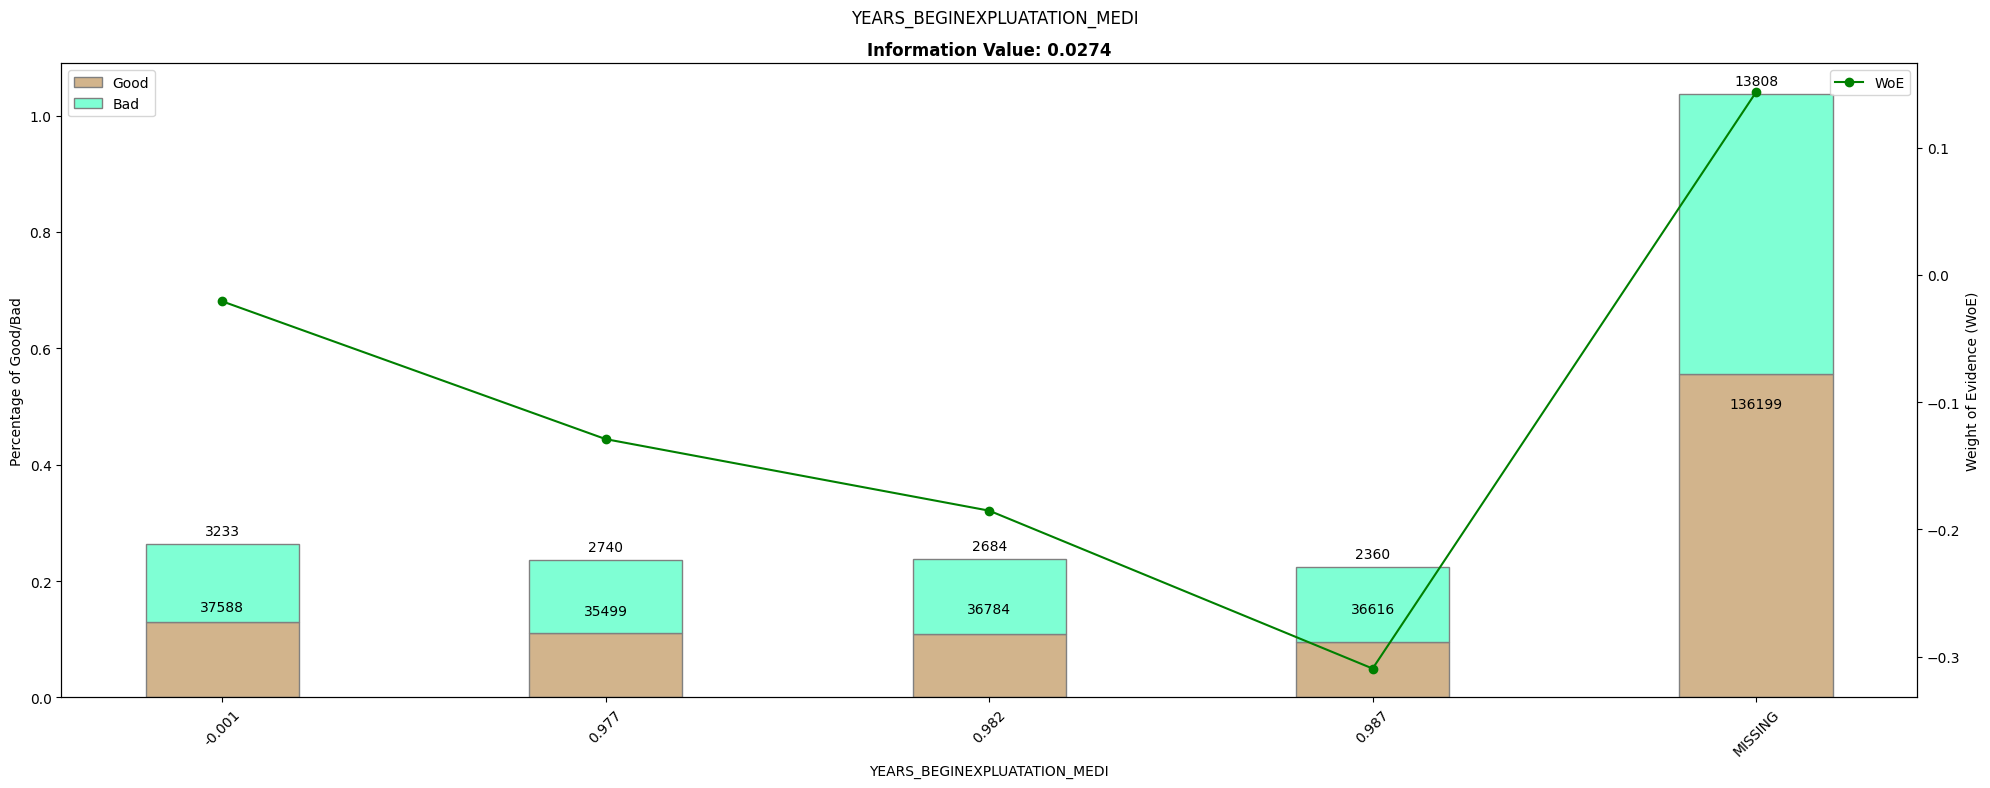 YEARS_BEGINEXPLUATATION_MEDI
Information Value: 0.0274
Good
Bad
WoE
Percentage of Good/Bad
1.0
0.8
0.6
0.4
0.2
0.0
3233
37588
2740
35499
2684
36784
2360
36616
13808
136199
0.1
0.0
−0.1
−0.2
−0.3
Weight of Evidence (WoE)
-0.001
0.977
0.982
0.987
MISSING
YEARS_BEGINEXPLUATATION_MEDI